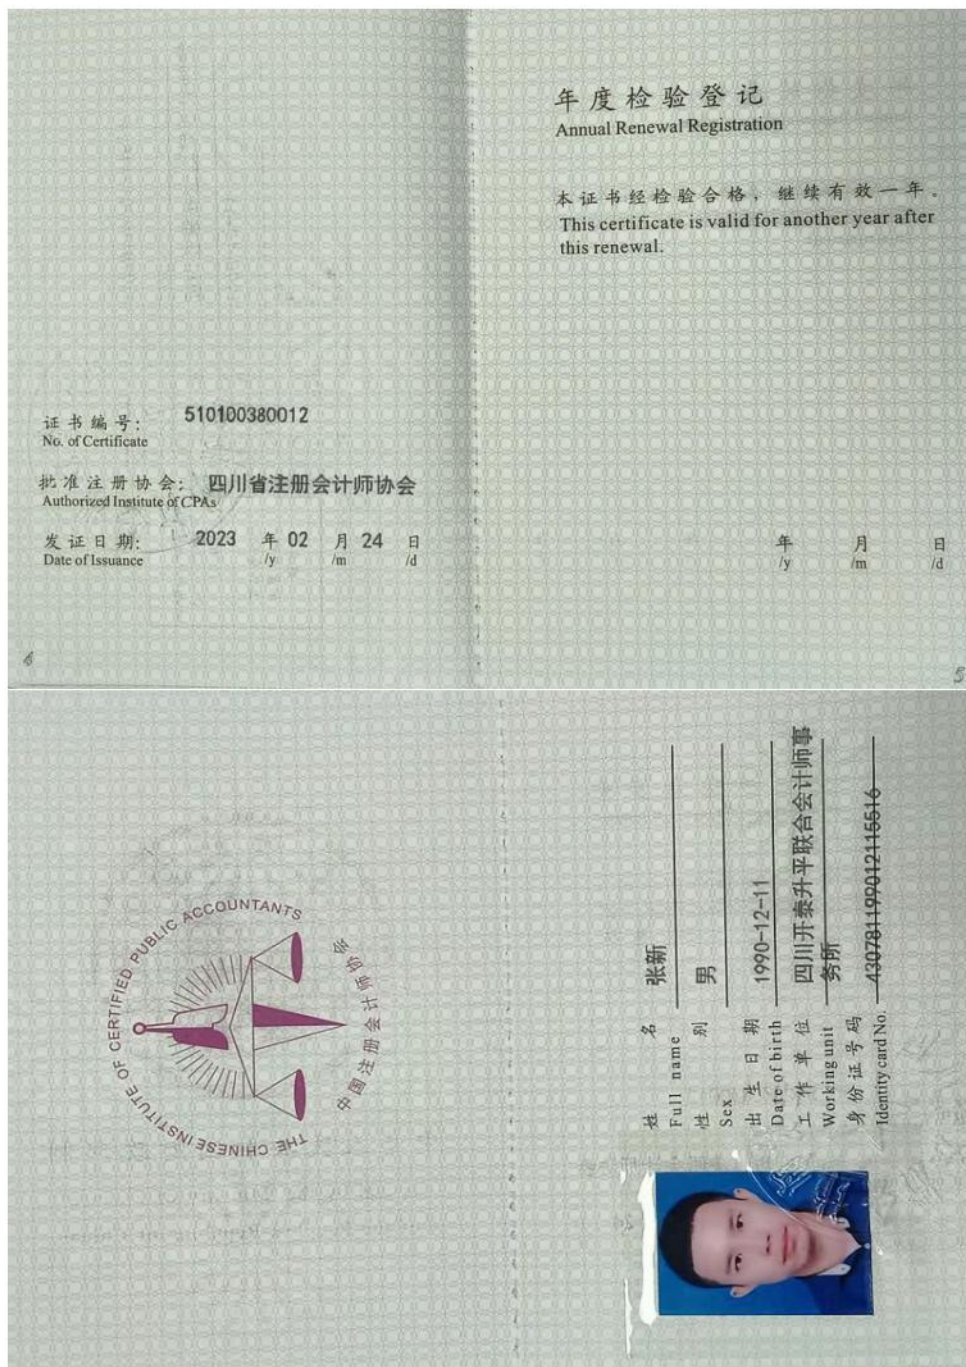 年度检验登记
Annual Renewal Registration
本证书经检验合格，继续有效一年。
This certificate is valid for another year after
this renewal.
证书编号： 510100380012
No. of Certificate
批准注册协会： 四川省注册会计师协会
Authorized Institute of CPAs
发证日期： 2023 年 02 月 24 日
Date of Issuance /y /m /d
年 月 日
/y /m /d
5
THE CHINESE INSTITUTE OF CERTIFIED PUBLIC ACCOUNTANTS
中国注册会计师协会
姓名 张新
Full name
性别 男
Sex
出生日期 1990-12-11
Date of birth
工作单位 四川开泰升平联合会计师事
务所
Working unit
身份证号码 430781199012115516
Identity card No.